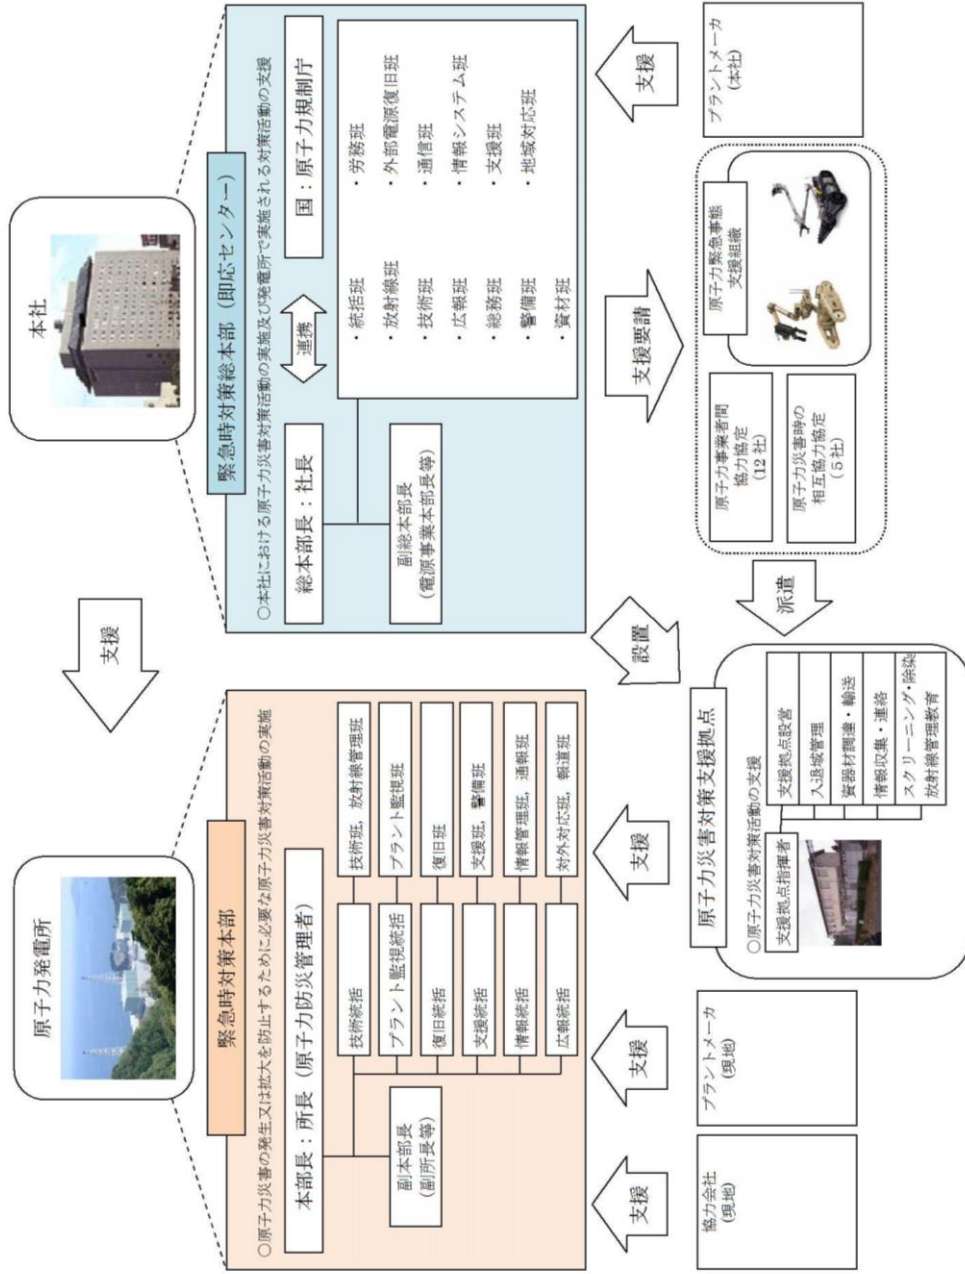 原子力発電所
緊急時対策本部
○原子力災害の発生又は拡大を防止するために必要な原子力災害対策活動の実施
本部長：所長（原子力防災管理者）
副本部長
（副所長等）
技術統括
技術班，放射線管理班
プラント監視統括
プラント監視班
復旧統括
復旧班
支援統括
支援班，警備班
情報統括
情報管理班，通報班
広報統括
対外対応班，報道班
支援
本社
緊急時対策総本部（即応センター）
○本社における原子力災害対策活動の実施及び発電所で実施される対策活動の支援
総本部長：社長
連携
国：原子力規制庁
副総本部長
（電源事業本部長等）
・統括班
・放射線班
・技術班
・広報班
・総務班
・警備班
・資材班
・労務班
・外部電源復旧班
・通信班
・情報システム班
・支援班
・地域対応班
支援
支援
支援
設置
支援要請
支援
協力会社
（現地）
プラントメーカ
（現地）
原子力災害対策支援拠点
○原子力災害対策活動の支援
支援拠点指揮者
支援拠点設営
入退域管理
資器材調達・輸送
情報収集・連絡
スクリーニング・除染
放射線管理教育
派遣
原子力事業者間
協力協定
（12 社）
原子力災害時の
相互協力協定
（5 社）
原子力緊急事態
支援組織
プラントメーカ
（本社）